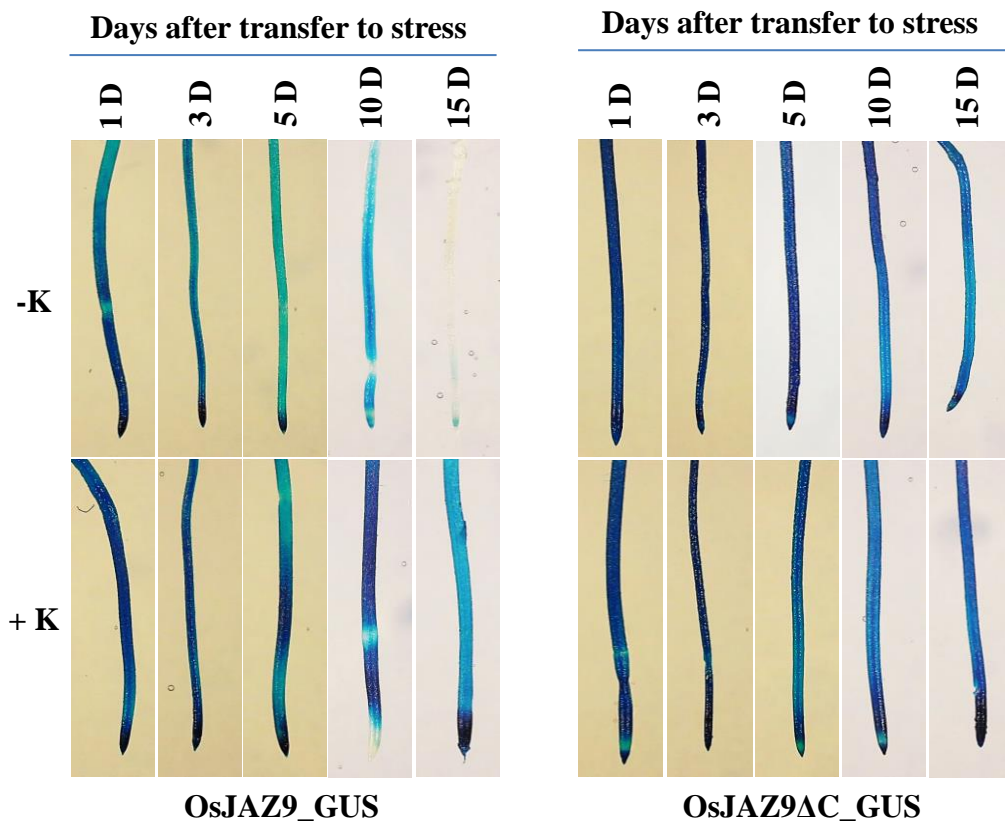 Days after transfer to stress
Days after transfer to stress
1 D
3 D
5 D
10 D
15 D
1 D
3 D
5 D
10 D
15 D
-K
+ K
OsJAZ9_GUS
OsJAZ9ΔC_GUS